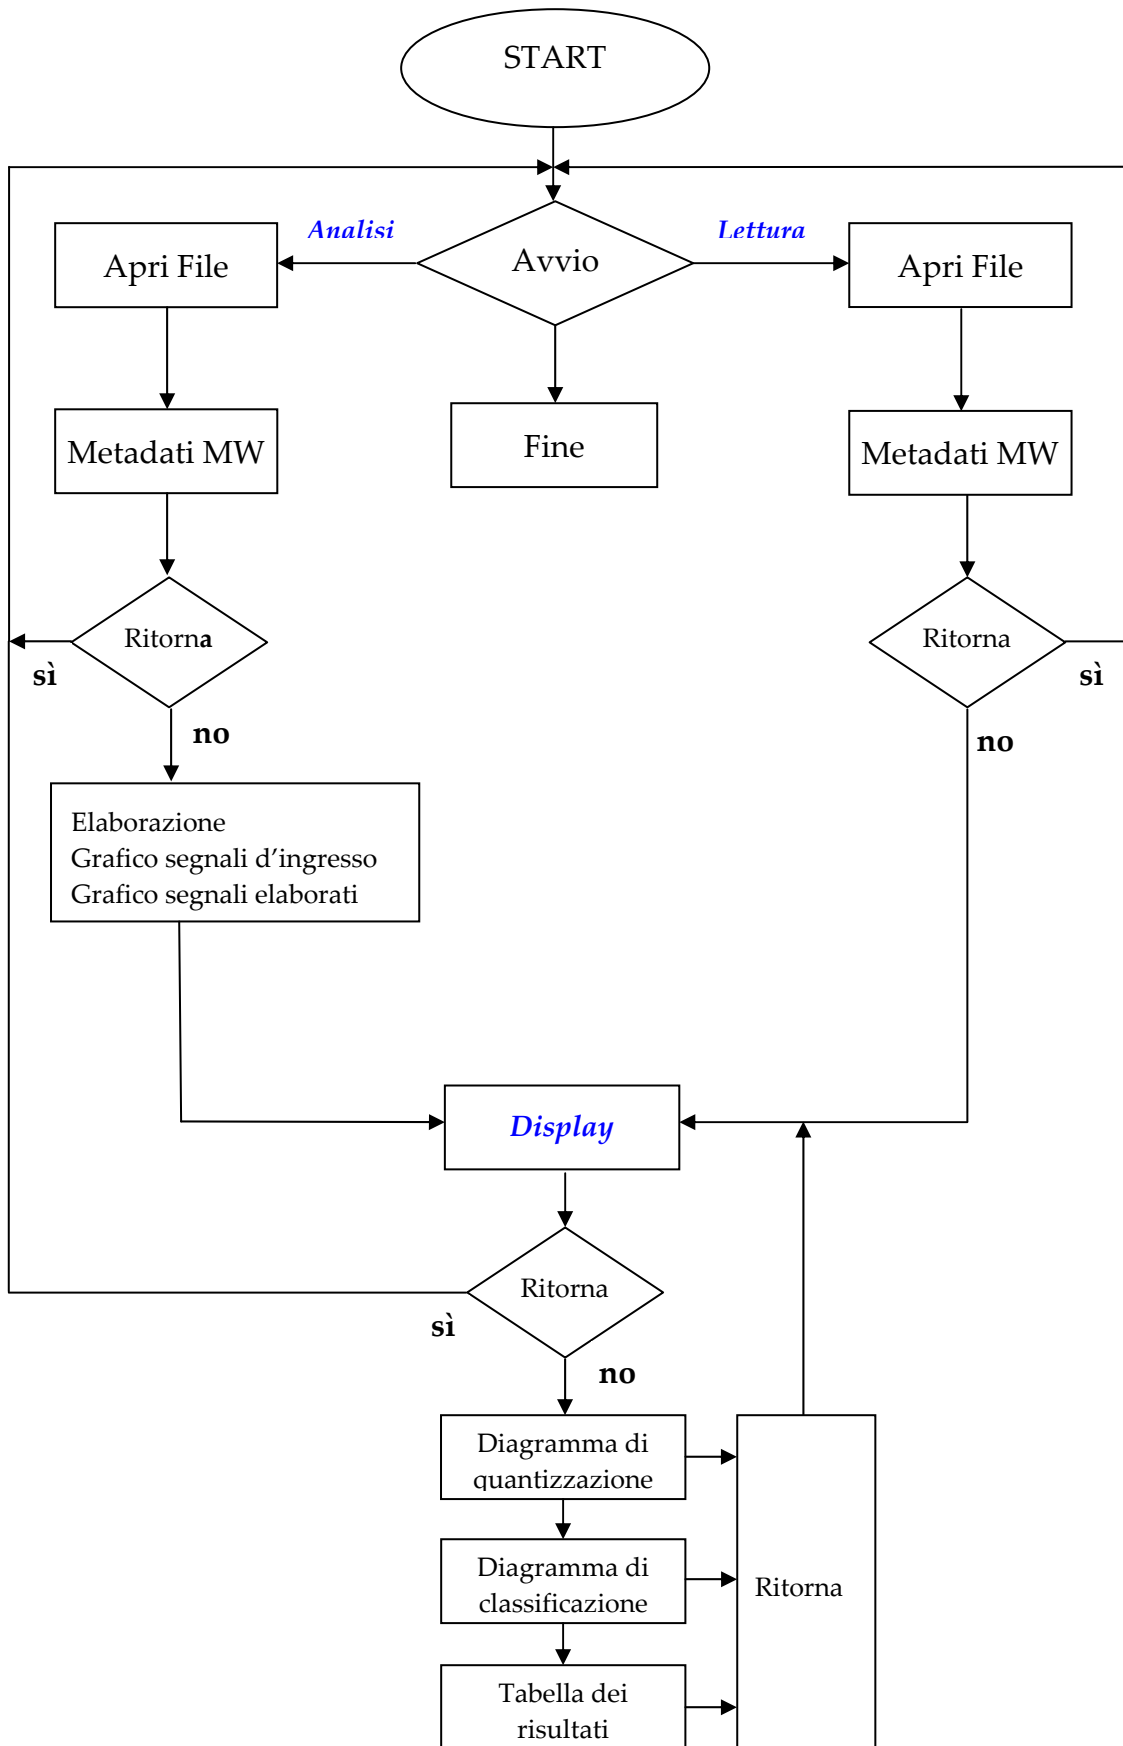 START
Analisi
Lettura
Apri File
Avvio
Apri File
Metadati MW
Fine
Metadati MW
Ritorna
Ritorna
sì
sì
no
no
Elaborazione
Grafico segnali d’ingresso
Grafico segnali elaborati
Display
Ritorna
sì
no
Diagramma di
quantizzazione
Diagramma di
classificazione
Ritorna
Tabella dei
risultati